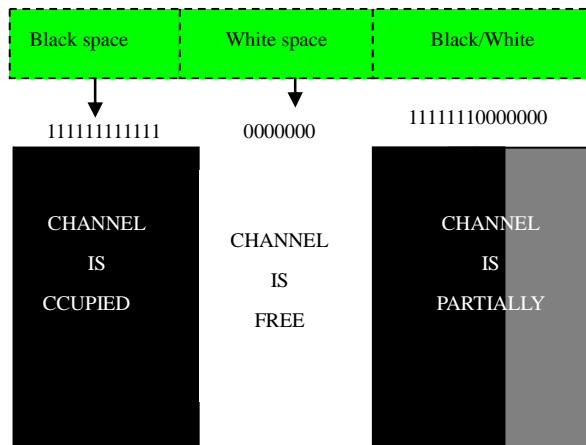 Black space White space Black/White
111111111111 0000000 11111110000000
CHANNEL
IS
CCUPIED
CHANNEL
IS
FREE
CHANNEL
IS
PARTIALLY